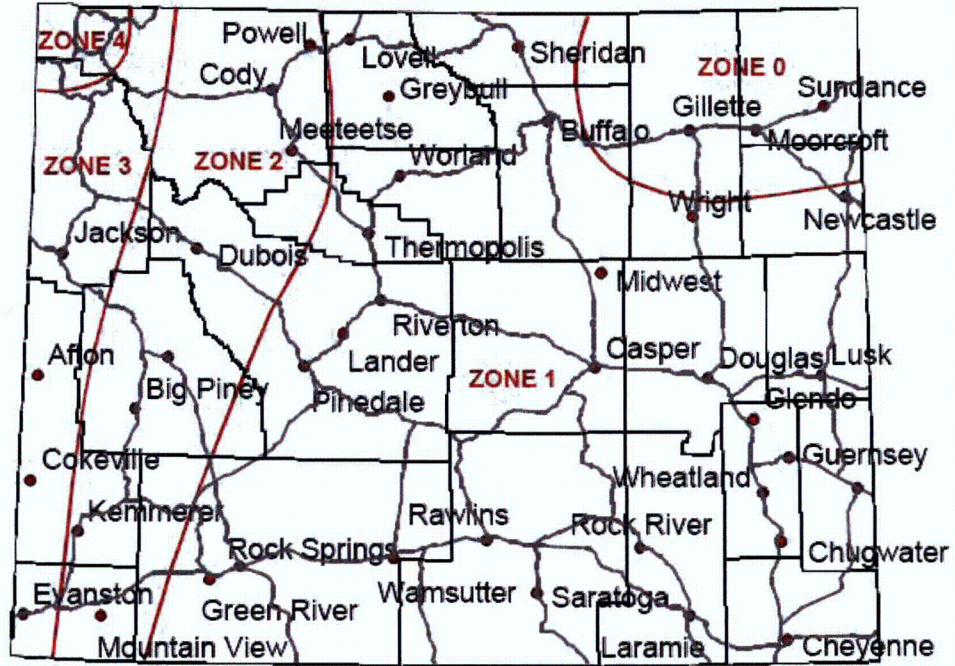 ZONE 4
Powell
Lovell
Sheridan
ZONE 0
Cody
Greybull
Sundance
Gillette
Meeteetse
Buffalo
Moorcroft
ZONE 3
ZONE 2
Worland
Wright
Newcastle
Jackson
Dubois
Thermopolis
Midwest
Riverton
Afton
Lander
Casper
Douglas
Lusk
Big Piney
Pinedale
ZONE 1
Glendo
Cokeville
Wheatland
Guernsey
Kemmerer
Rawlins
Rock River
Rock Springs
Chugwater
Evanston
Green River
Wamsutter
Saratoga
Mountain View
Laramie
Cheyenne